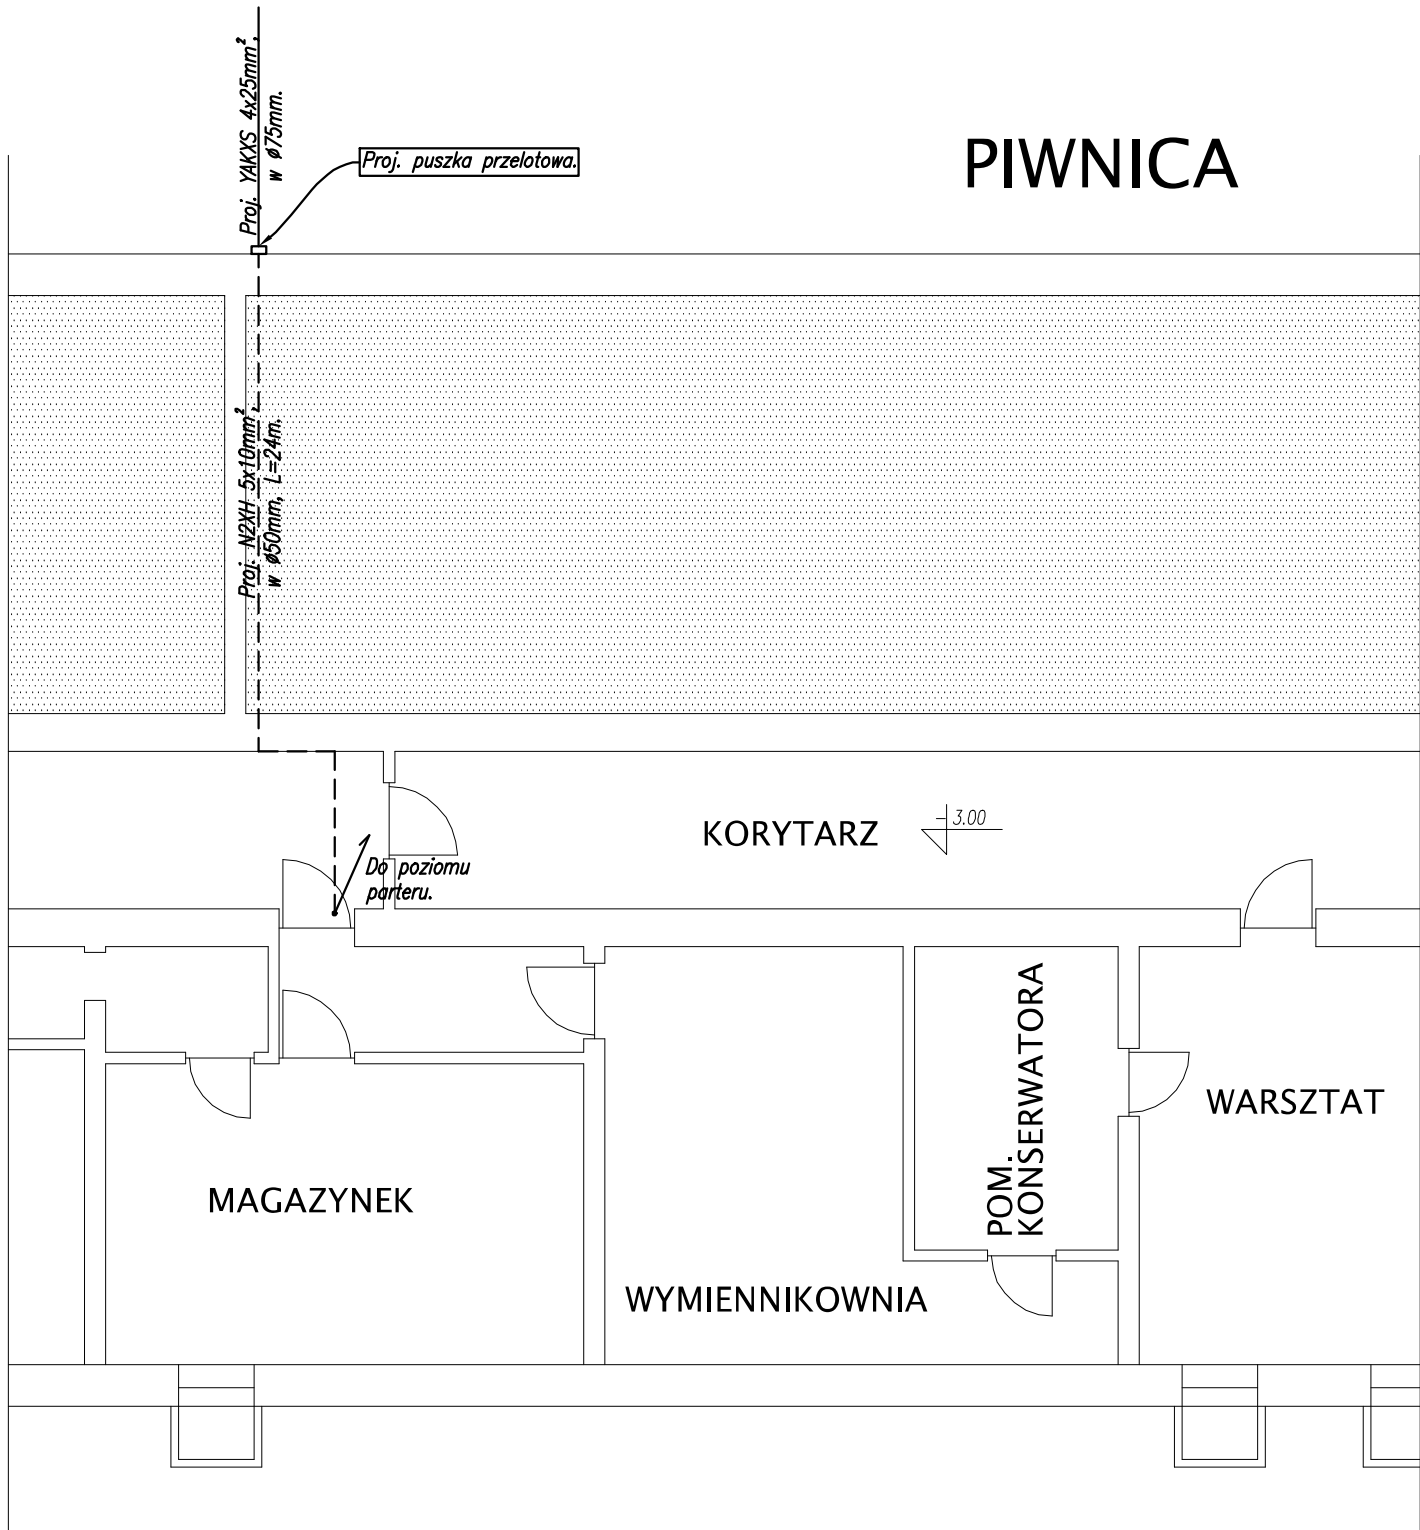 Proj. YAKXS 4x25mm²,
w ø75mm.
Proj. puszka przelotowa.
PIWNICA
Proj. N2XH 5x10mm²,
w ø50mm, L=24m.
KORYTARZ
- 3.00
Do poziomu
parteru.
MAGAZYNEK
WYMIENNIKOWNIA
POM.
KONSERWATORA
WARSZTAT